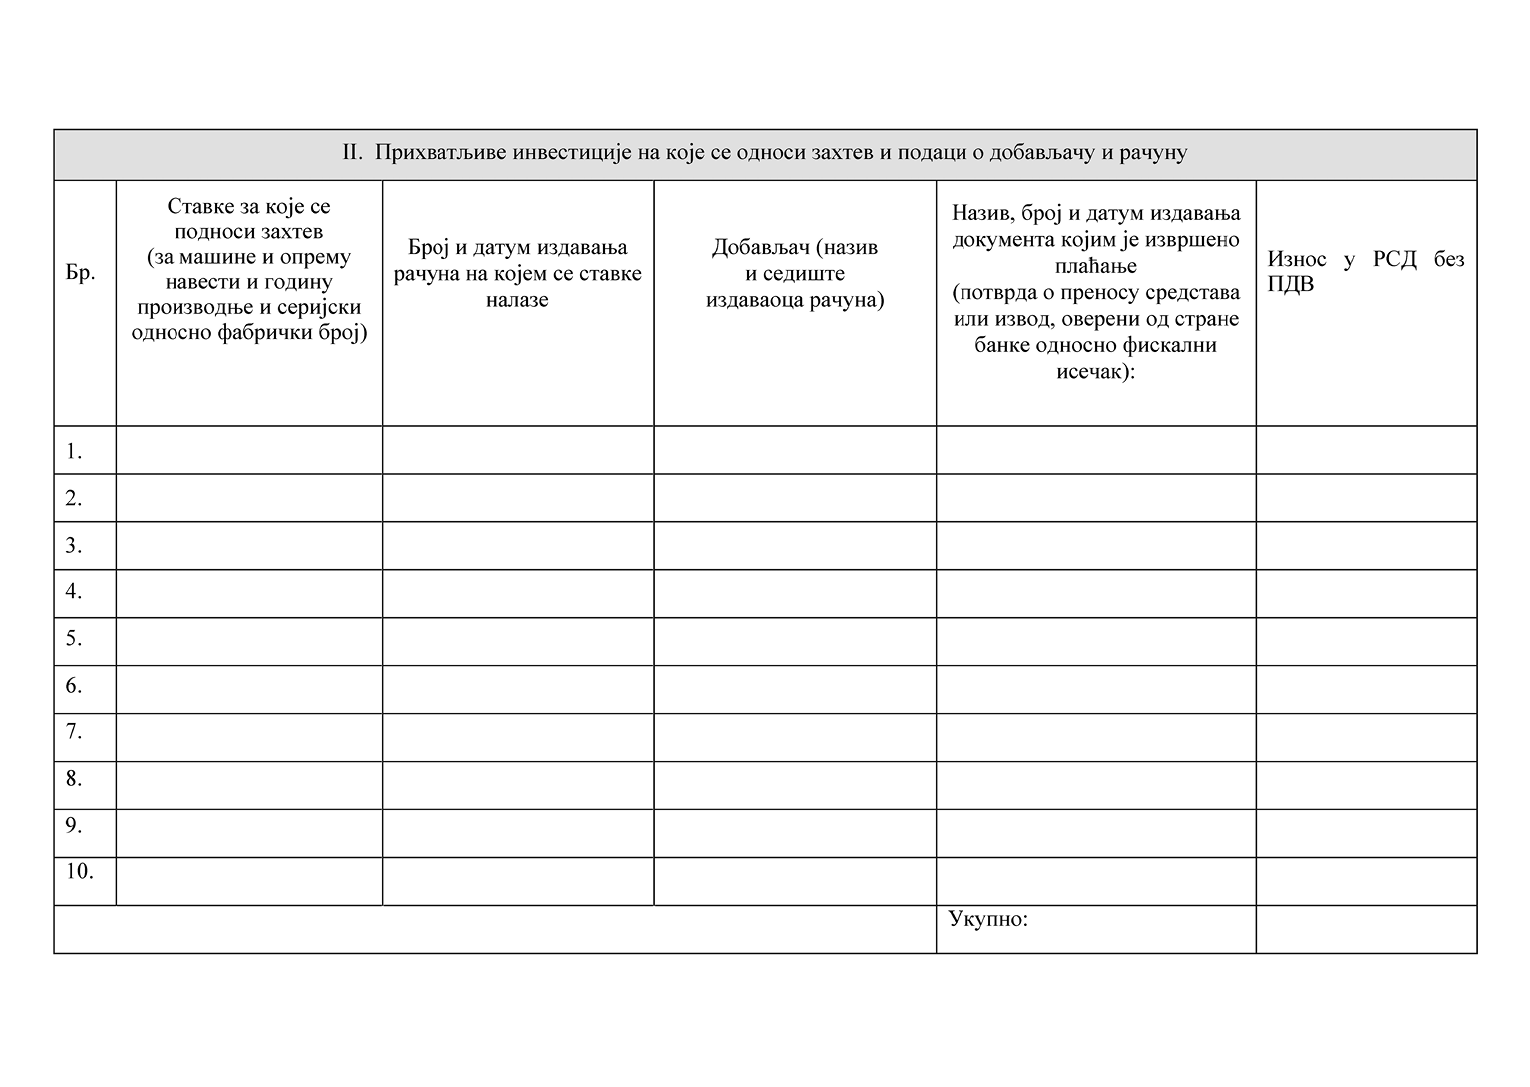 II. Прихватљиве инвестиције на које се односи захтев и подаци о добављачу и рачуну
Бр.
Ставке за које се
подноси захтев
(за машине и опрему
навести и годину
производње и серијски
односно фабрички број)
Број и датум издавања
рачуна на којем се ставке
налазе
Добављач (назив
и седиште
издаваоца рачуна)
Назив, број и датум издавања
документа којим је извршено
плаћање
(потврда о преносу средстава
или извод, оверени од стране
банке односно фискални
исечак):
Износ у РСД без
ПДВ
1.
2.
3.
4.
5.
6.
7.
8.
9.
10.
Укупно: